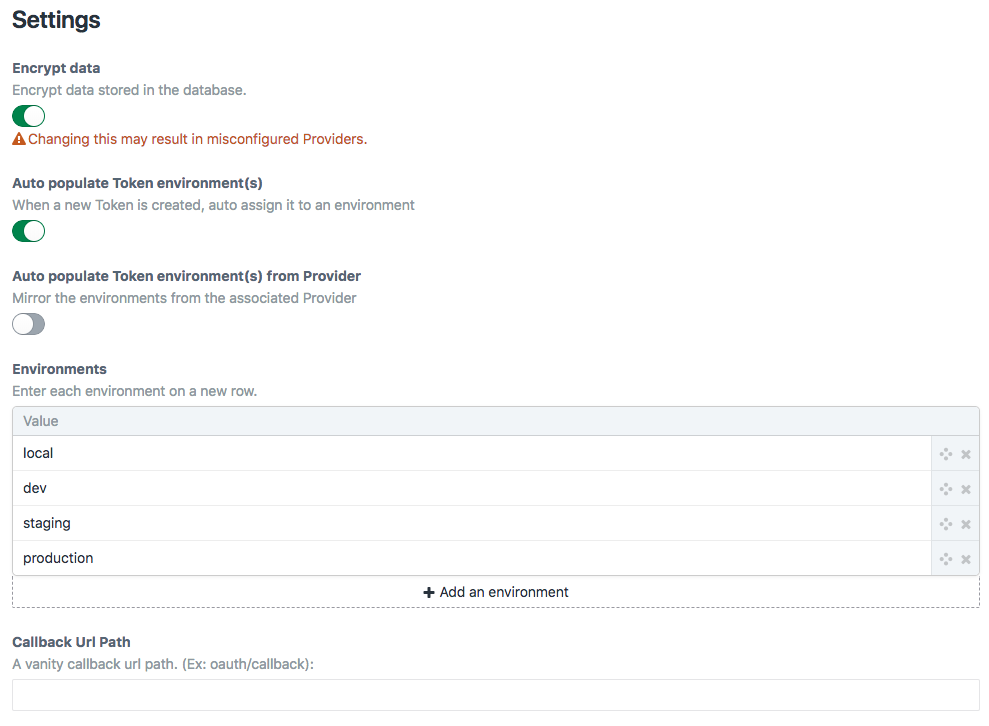 Settings
Encrypt data
Encrypt data stored in the database.
Changing this may result in misconfigured Providers.
Auto populate Token environment(s)
When a new Token is created, auto assign it to an environment
Auto populate Token environment(s) from Provider
Mirror the environments from the associated Provider
Environments
Enter each environment on a new row.
Value
local
dev
staging
production
Add an environment
Callback Url Path
A vanity callback url path. (Ex: oauth/callback):